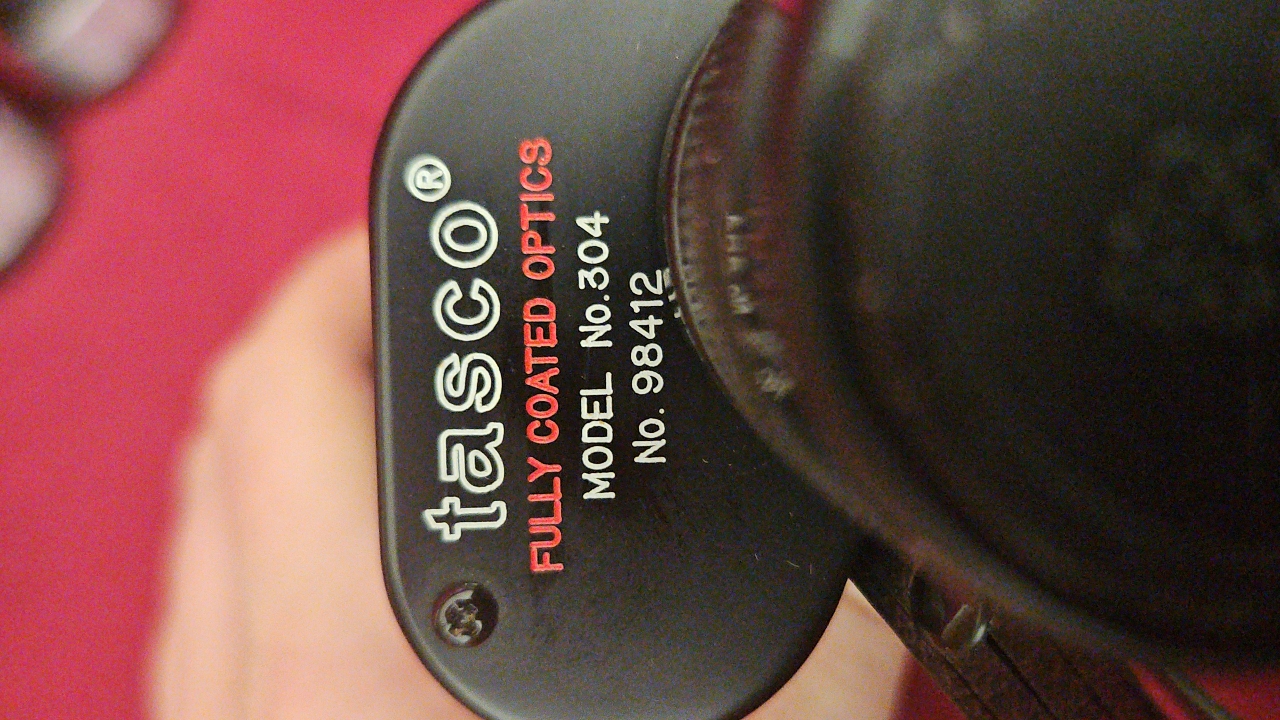 tasco®
FULLY COATED OPTICS
MODEL No.304
No. 98412